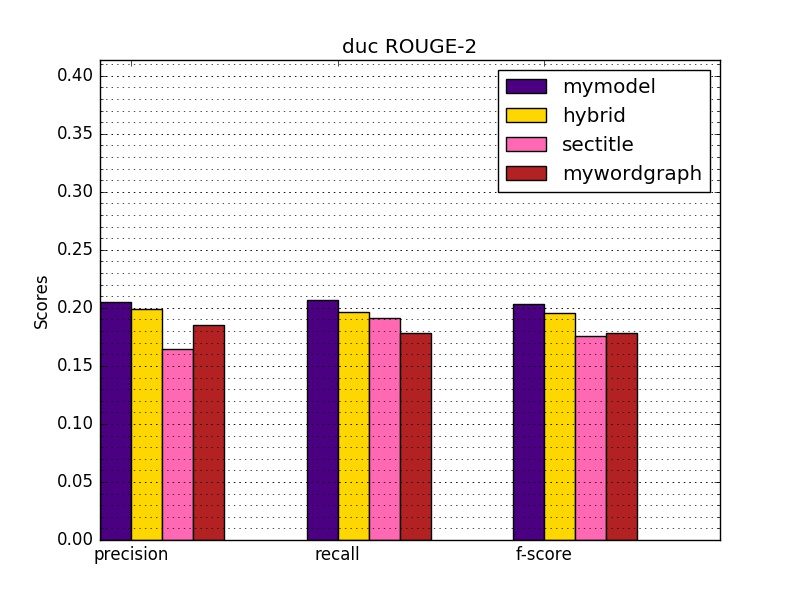 duc ROUGE-2
mymodel
hybrid
sectitle
mywordgraph
Scores
0.40
0.35
0.30
0.25
0.20
0.15
0.10
0.05
0.00
precision recall f-score